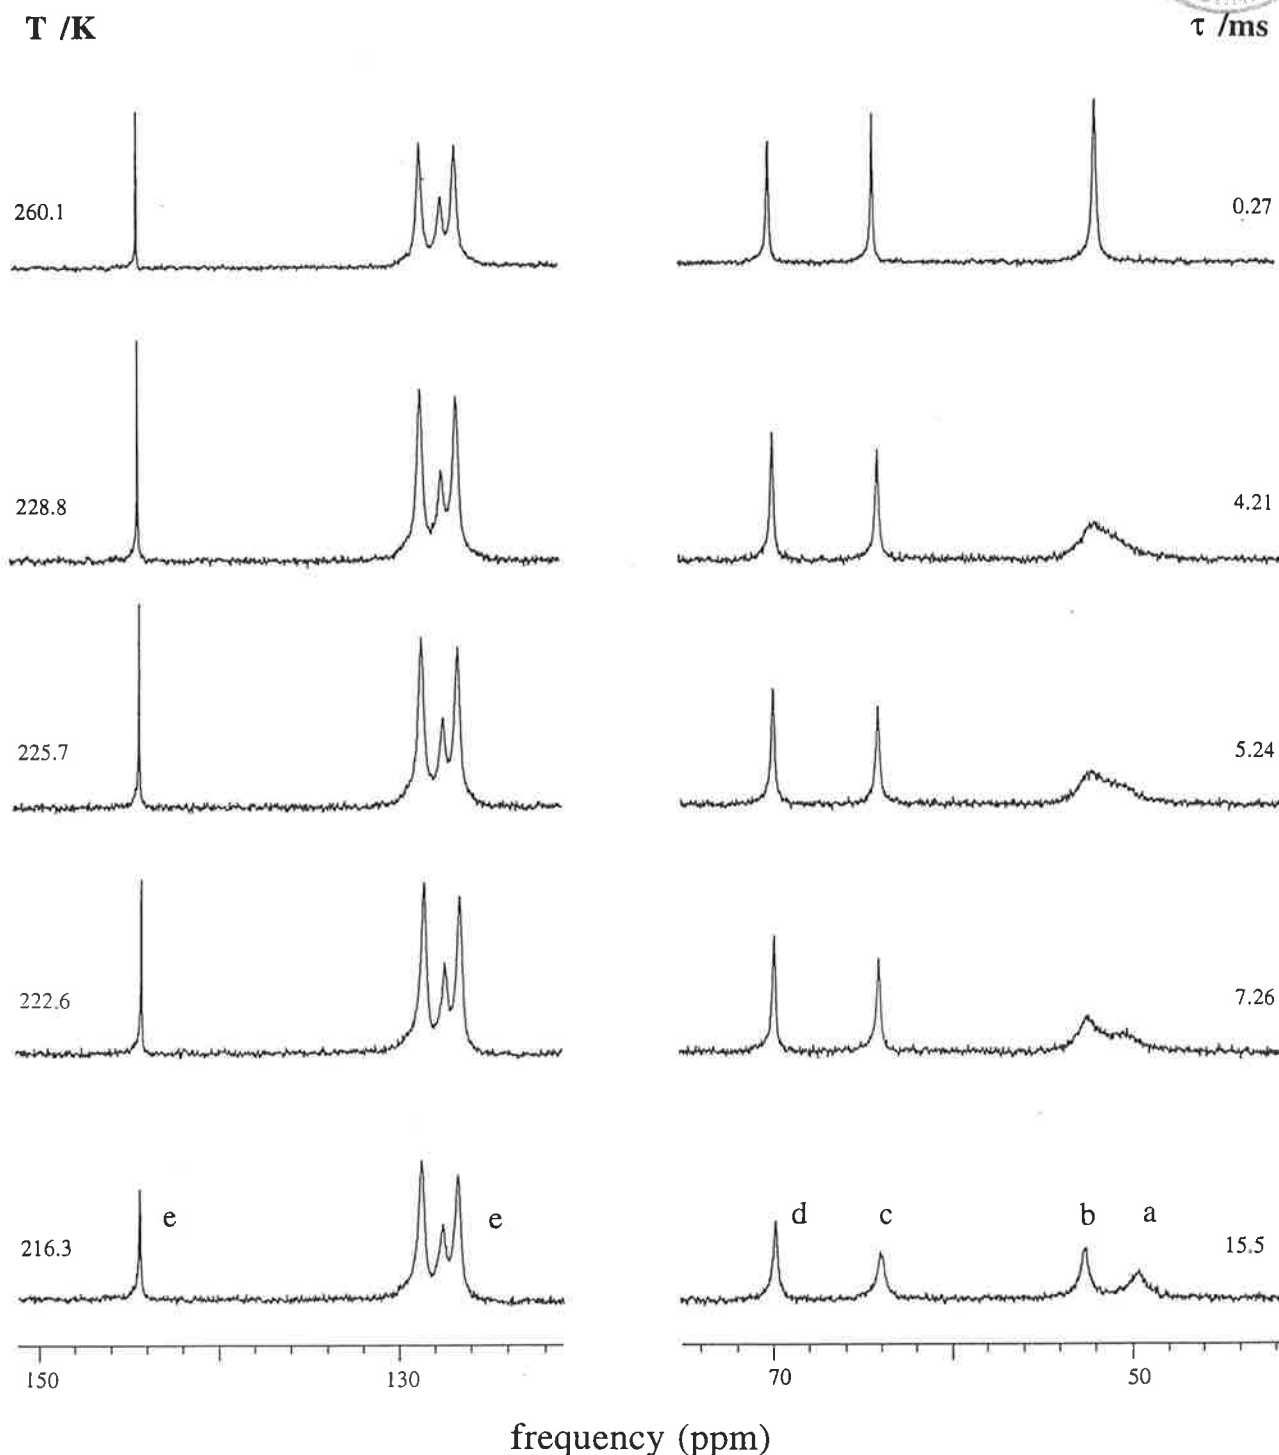 T /K τ /ms
260.1 0.27
228.8 4.21
225.7 5.24
222.6 7.26
e e d c b a
216.3 15.5
150 130 70 50
frequency (ppm)